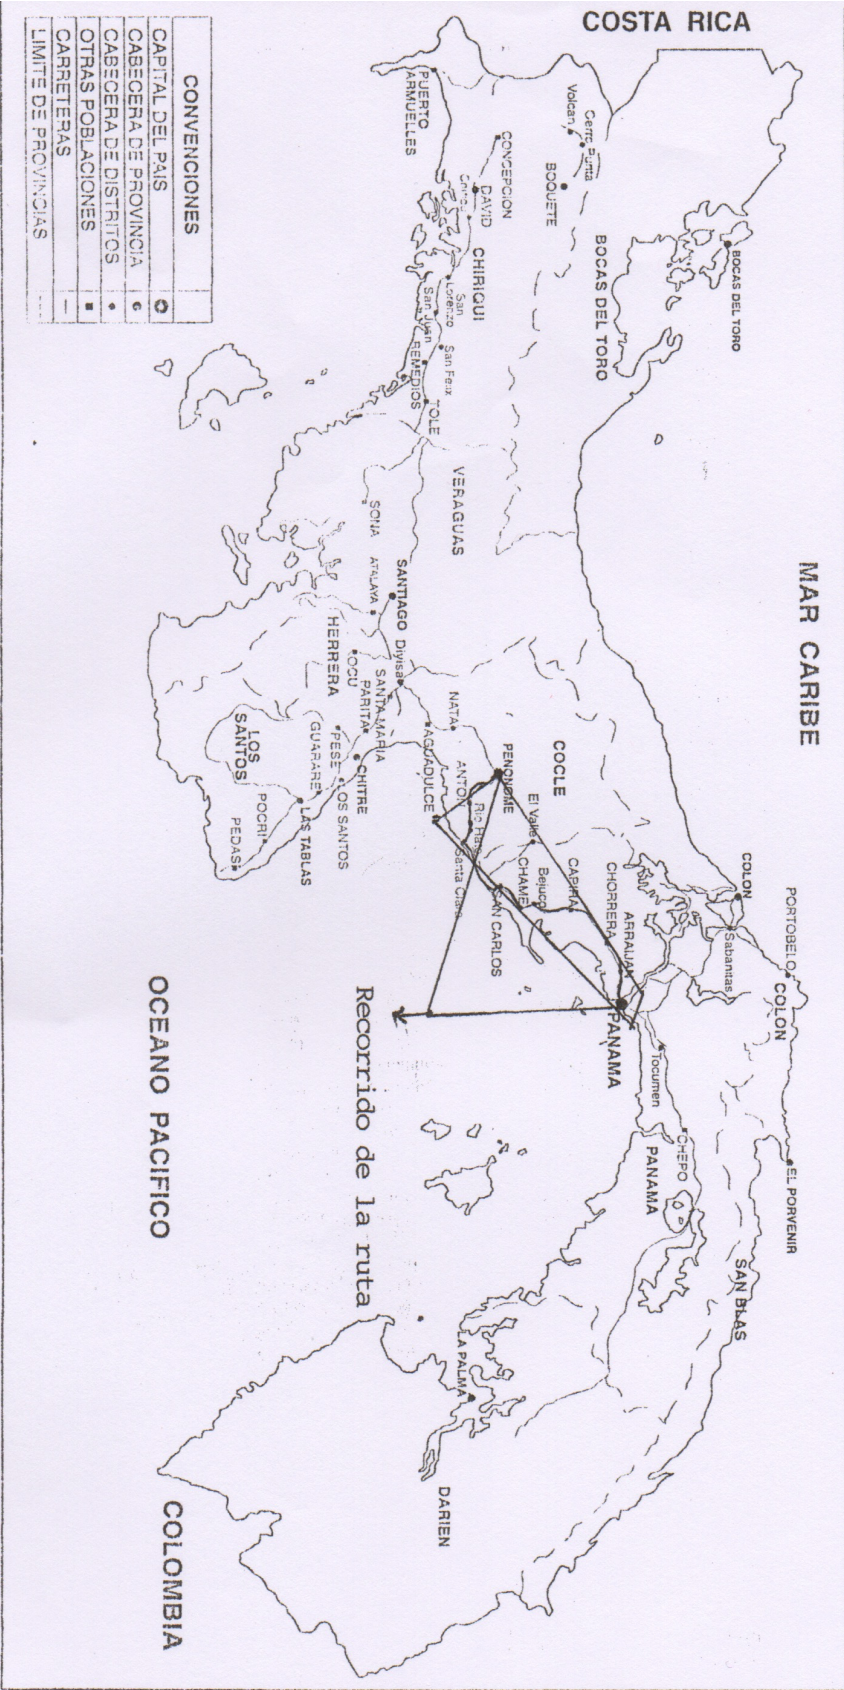 COSTA RICA
MAR CARIBE
BOCAS DEL TORO
BOCAS DEL TORO
Cerro Punta
Volcan
BOQUETE
CONCEPCION
PUERTO
ARMUELLES
DAVID
CHIRIQUI
San
Lorenzo
San Juan
San Felix
REMEDIOS
TOLE
VERAGUAS
SONA
SANTIAGO
ATALAYA
Divisa
HERRERA
OCU
SANTA MARIA
PARITA
PESE
CHITRE
LOS SANTOS
GUARARE
LOS
SANTOS
LAS TABLAS
POCRI
PEDASI
NATA
AGUADULCE
COCLE
PENONOME
ANTON
Rio Hato
El Valle
Santa Clara
SAN CARLOS
CHAME
Bejuco
CAPIRA
CHORRERA
ARRAIJAN
COLON
Sabanitas
PORTOBELO
COLON
PANAMA
Tocumen
CHEPO
PANAMA
EL PORVENIR
SAN BLAS
LA PALMA
DARIEN
Recorrido de la ruta
OCEANO PACIFICO
COLOMBIA
CONVENCIONES
CAPITAL DEL PAIS
CABECERA DE PROVINCIA
CABECERA DE DISTRITOS
OTRAS POBLACIONES
CARRETERAS
LIMITE DE PROVINCIAS